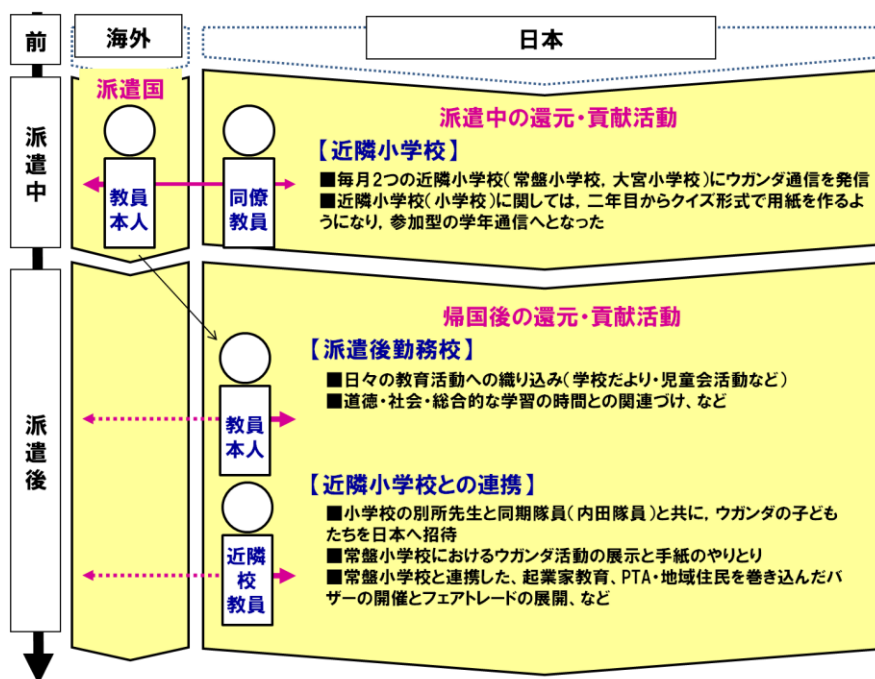 前
海外
日本
派遣中
派遣国
教員
本人
同僚
教員
派遣中の還元・貢献活動
【近隣小学校】
■毎月2つの近隣小学校(常盤小学校, 大宮小学校)にウガンダ通信を発信
■近隣小学校(小学校)に関しては, 二年目からクイズ形式で用紙を作るよ
うになり, 参加型の学年通信へとなった
派遣後
帰国後の還元・貢献活動
【派遣後勤務校】
■日々の教育活動への織り込み(学校だより・児童会活動など)
■道徳・社会・総合的な学習の時間との関連づけ、など
教員
本人
【近隣小学校との連携】
■小学校の別所先生と同期隊員(内田隊員)と共に, ウガンダの子ども
たちを日本へ招待
■常盤小学校におけるウガンダ活動の展示と手紙のやりとり
■常盤小学校と連携した、起業家教育、PTA・地域住民を巻き込んだバ
ザーの開催とフェアトレードの展開、など
近隣
校
教員